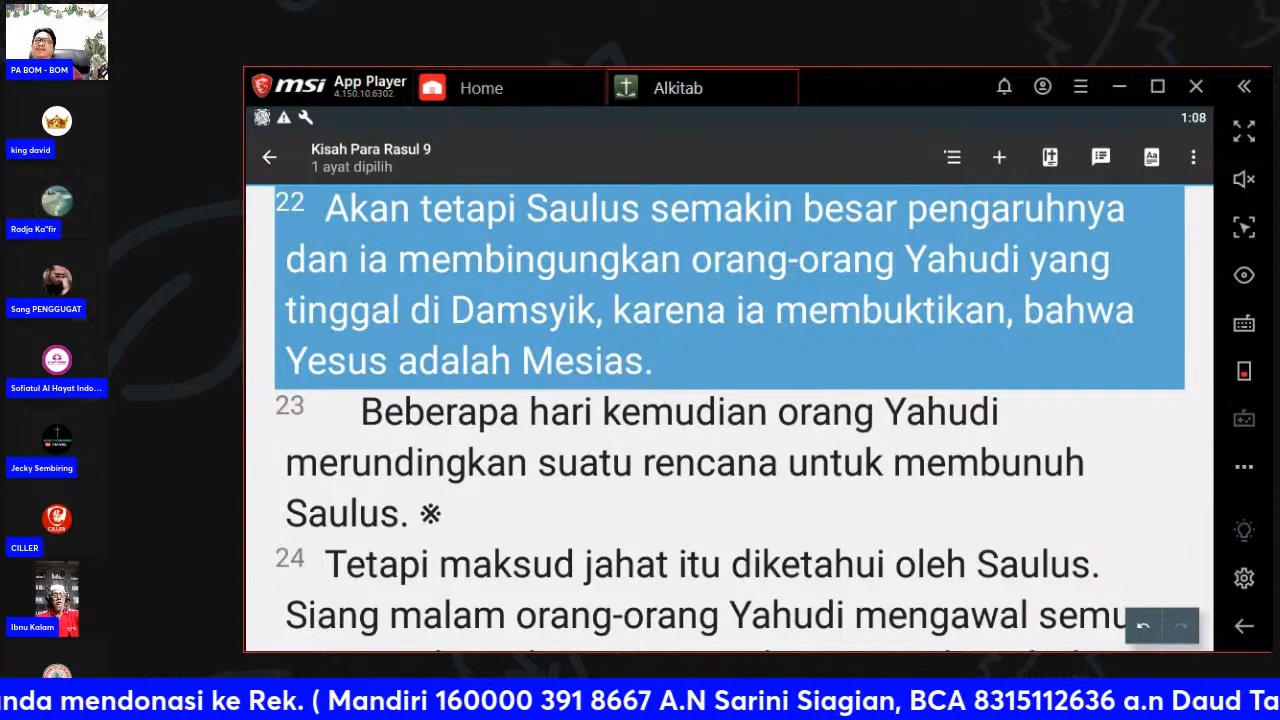 PA BOM - BOM
king david
Radja Ka"fir
Sang PENGGUGAT
Sofiatul Al Hayat Indo...
Jecky Sembiring
CILLER
Ibnu Kalam
msi App Player
4.150.10.6302
Home
Alkitab
1:08
Kisah Para Rasul 9
1 ayat dipilih
22 Akan tetapi Saulus semakin besar pengaruhnya
dan ia membingungkan orang-orang Yahudi yang
tinggal di Damsyik, karena ia membuktikan, bahwa
Yesus adalah Mesias.
23 Beberapa hari kemudian orang Yahudi
merundingkan suatu rencana untuk membunuh
Saulus. ※
24 Tetapi maksud jahat itu diketahui oleh Saulus.
Siang malam orang-orang Yahudi mengawal semu
anda mendonasi ke Rek. ( Mandiri 160000 391 8667 A.N Sarini Siagian, BCA 8315112636 a.n Daud Ta